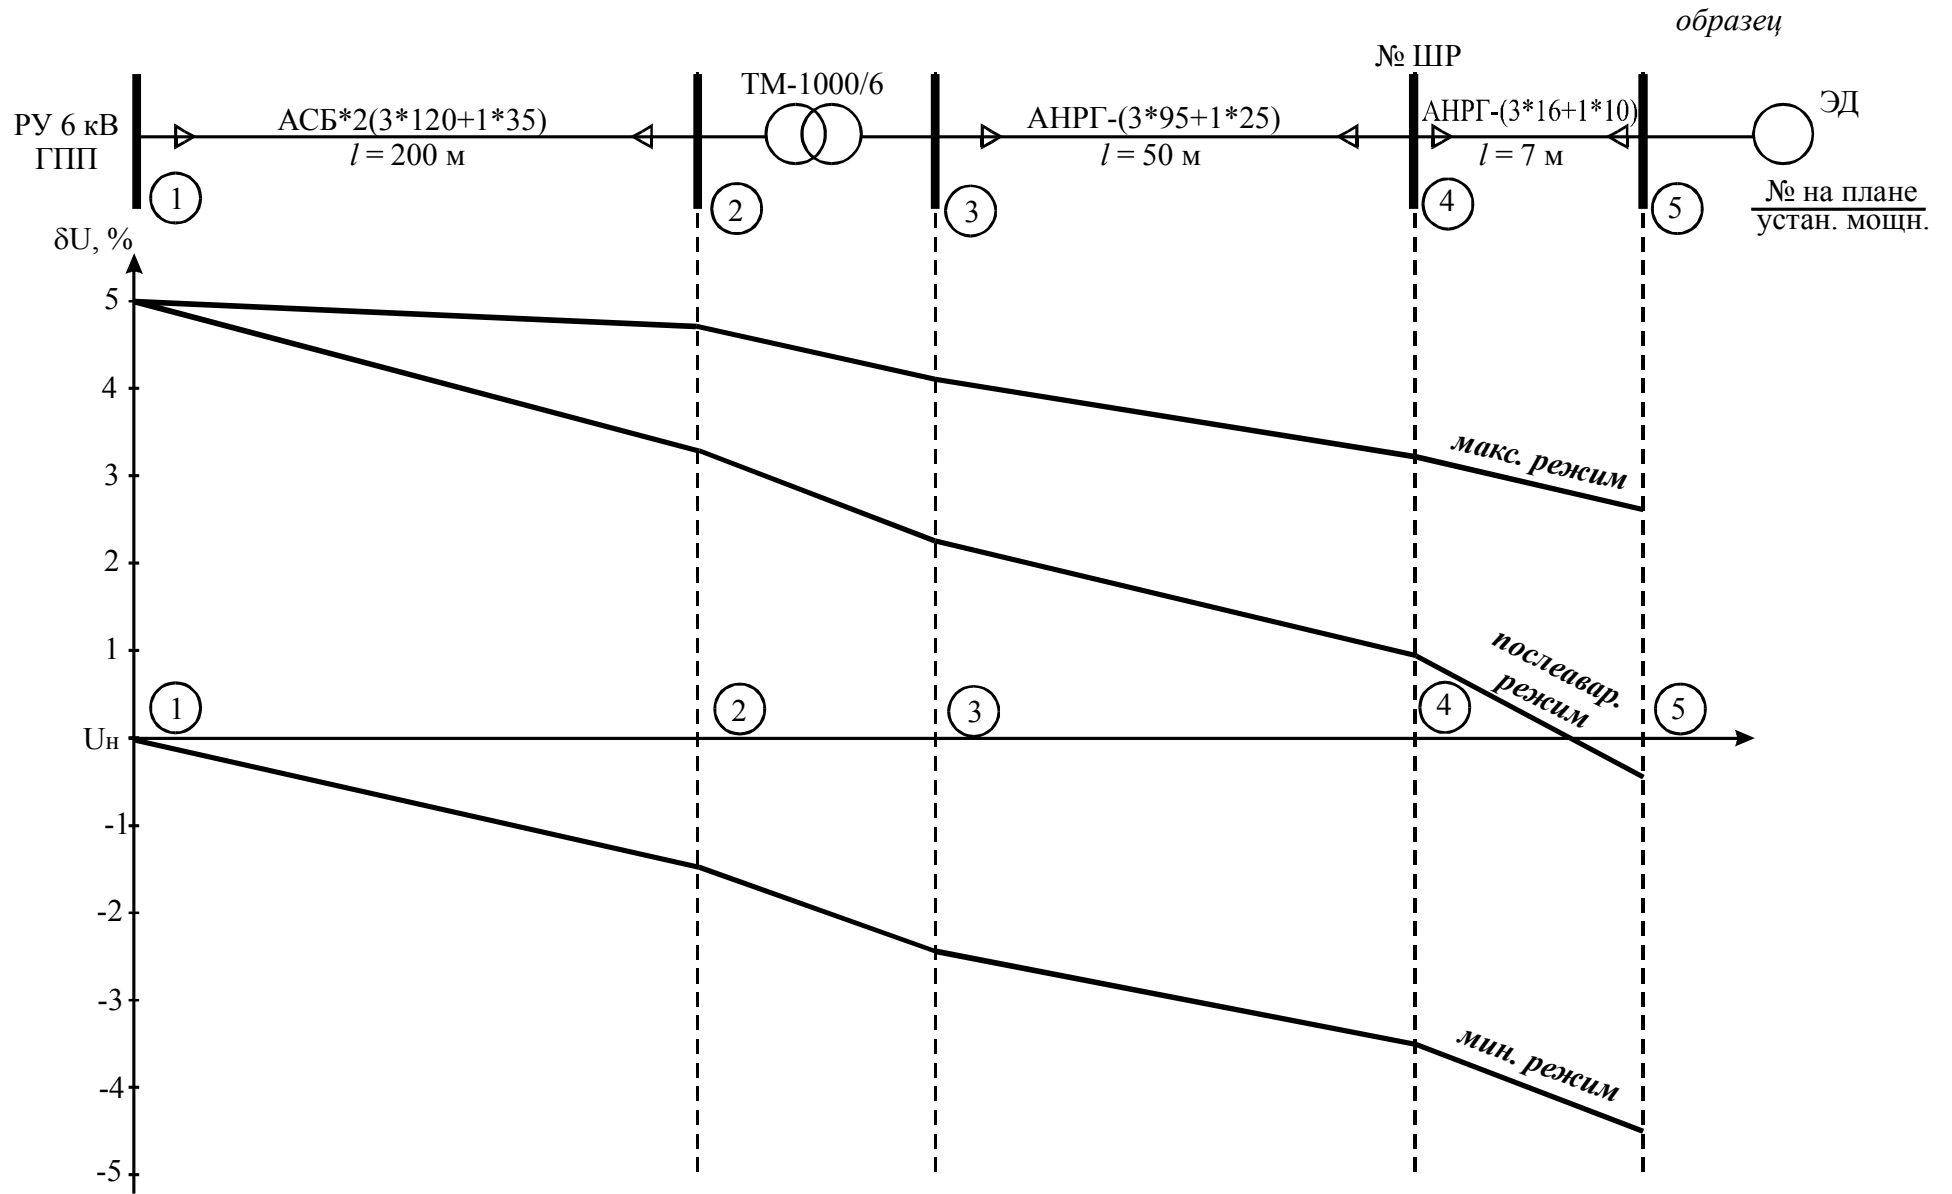 образец
№ ШР
ТМ-1000/6
ЭД
РУ 6 кВ
ГПП
АСБ*2(3*120+1*35)
l = 200 м
АНРГ-(3*95+1*25)
l = 50 м
АНРГ-(3*16+1*10)
l = 7 м
1
2
3
4
5
№ на плане
устан. мощн.
δU, %
5
4
3
2
1
Uн
-1
-2
-3
-4
-5
макс. режим
послеавар.
режим
1
2
3
4
5
мин. режим